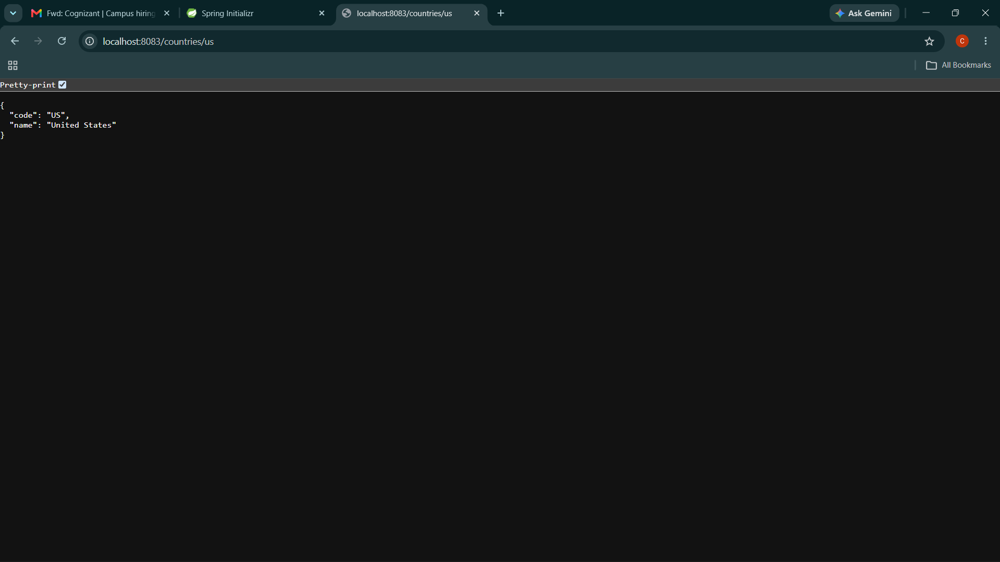 Fwd: Cognizant | Campus hiring
Spring Initializr
localhost:8083/countries/us
Ask Gemini
localhost:8083/countries/us
C
All Bookmarks
Pretty-print
{
  "code": "US",
  "name": "United States"
}